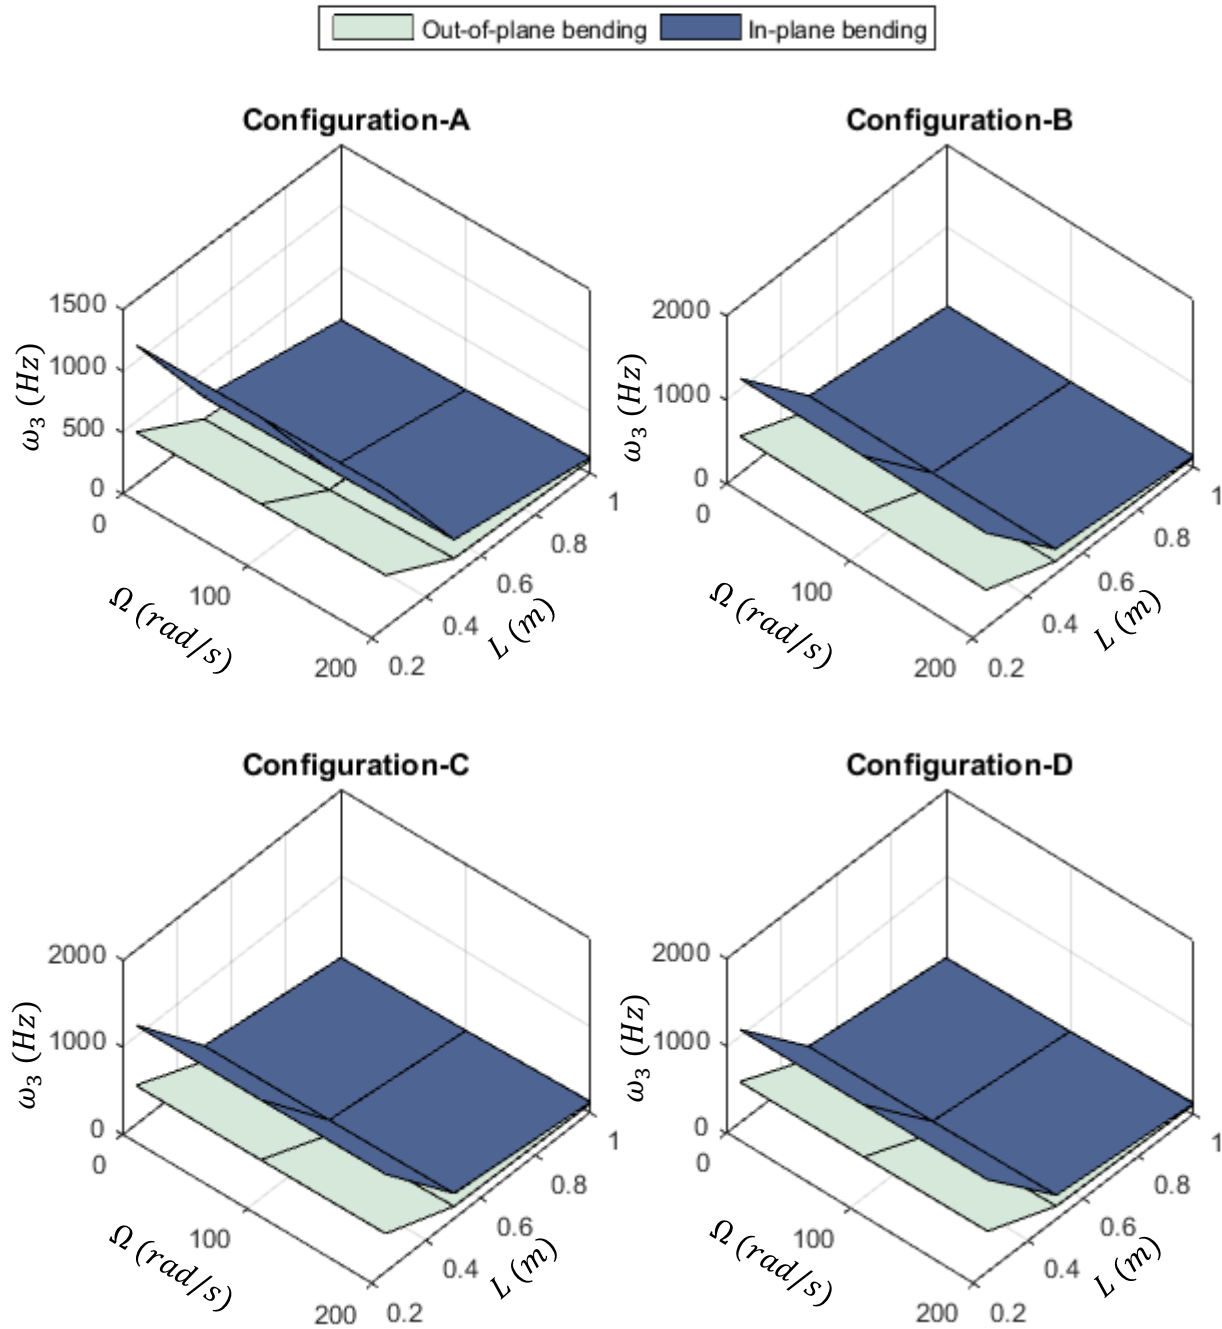 Out-of-plane bending In-plane bending
Configuration-A
1500
1000
500
0
ω₃ (Hz)
0
100
200
Ω (rad/s)
0.2
0.4
0.6
0.8
1
L (m)
Configuration-B
2000
1000
0
ω₃ (Hz)
0
100
200
Ω (rad/s)
0.2
0.4
0.6
0.8
1
L (m)
Configuration-C
2000
1000
0
ω₃ (Hz)
0
100
200
Ω (rad/s)
0.2
0.4
0.6
0.8
1
L (m)
Configuration-D
2000
1000
0
ω₃ (Hz)
0
100
200
Ω (rad/s)
0.2
0.4
0.6
0.8
1
L (m)